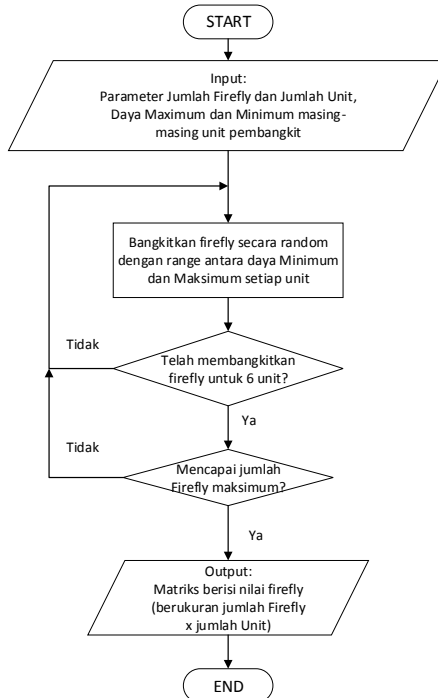 START
Input:
Parameter Jumlah Firefly dan Jumlah Unit,
Daya Maximum dan Minimum masing-
masing unit pembangkit
Bangkitkan firefly secara random
dengan range antara daya Minimum
dan Maksimum setiap unit
Tidak
Telah membangkitkan
firefly untuk 6 unit?
Ya
Tidak
Mencapai jumlah
Firefly maksimum?
Ya
Output:
Matriks berisi nilai firefly
(berukuran jumlah Firefly
x jumlah Unit)
END